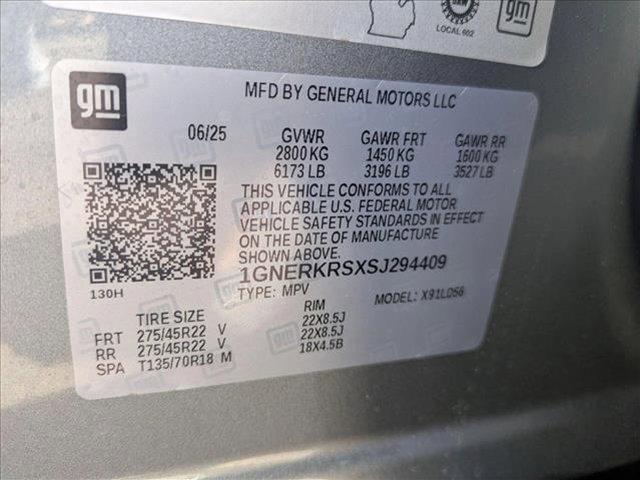 LOCAL 602
gm
gm
MFD BY GENERAL MOTORS LLC
06/25 GVWR GAWR FRT GAWR RR
2800 KG 1450 KG 1600 KG
6173 LB 3196 LB 3527 LB
THIS VEHICLE CONFORMS TO ALL
APPLICABLE U.S. FEDERAL MOTOR
VEHICLE SAFETY STANDARDS IN EFFECT
ON THE DATE OF MANUFACTURE
SHOWN ABOVE.
130H
1GNERKRSXSJ294409
TYPE: MPV MODEL: X91LD56
TIRE SIZE RIM
FRT 275/45R22 V 22X8.5J
RR 275/45R22 V 22X8.5J
SPA T135/70R18 M 18X4.5B